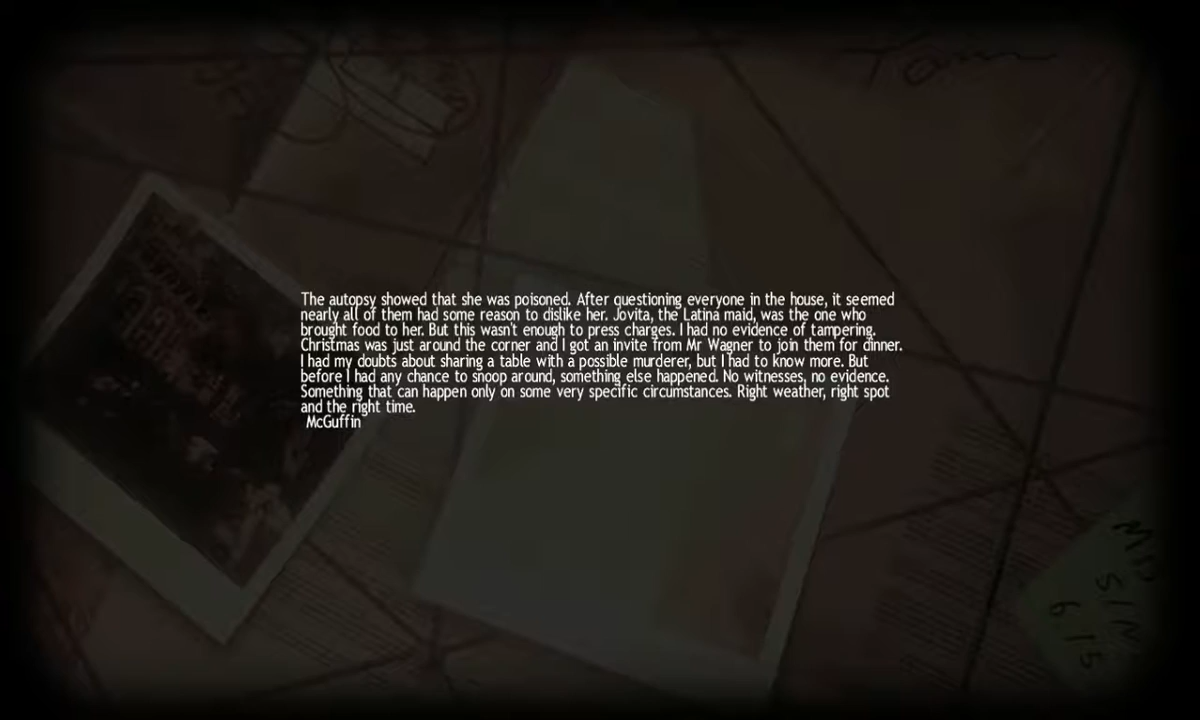 The autopsy showed that she was poisoned. After questioning everyone in the house, it seemed
nearly all of them had some reason to dislike her. Jovita, the Latina maid, was the one who
brought food to her. But this wasn't enough to press charges. I had no evidence of tampering.
Christmas was just around the corner and I got an invite from Mr Wagner to join them for dinner.
I had my doubts about sharing a table with a possible murderer, but I had to know more. But
before I had any chance to snoop around, something else happened. No witnesses, no evidence.
Something that can happen only on some very specific circumstances. Right weather, right spot
and the right time.
McGuffin
615